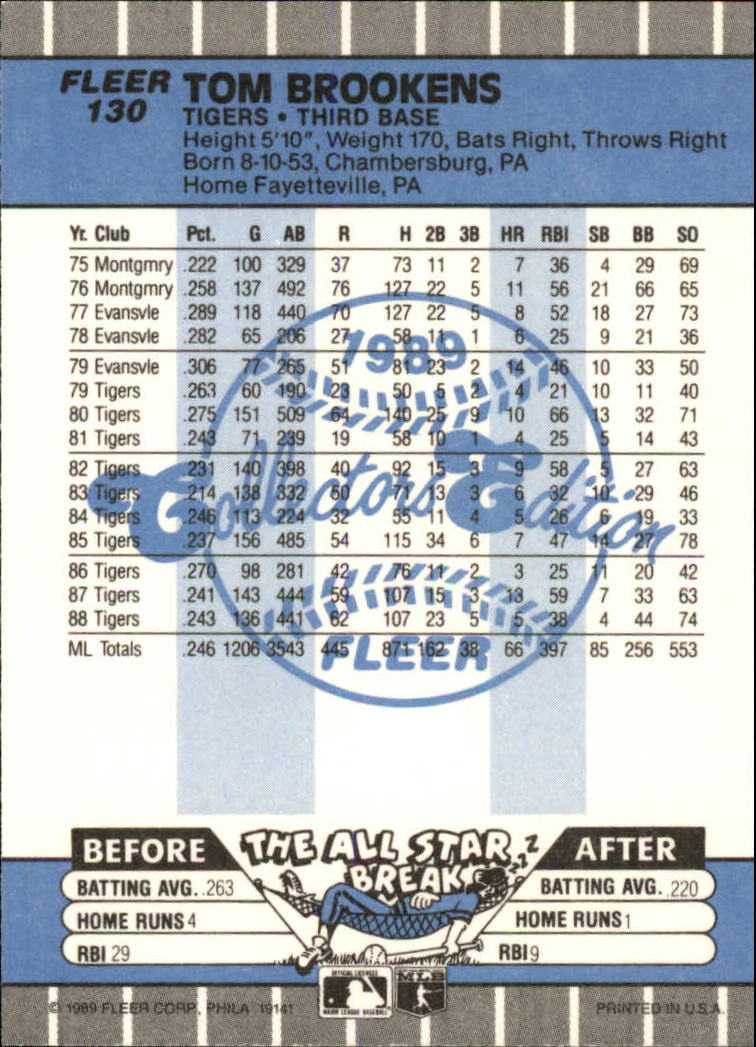 FLEER
130
TOM BROOKENS
TIGERS • THIRD BASE
Height 5'10", Weight 170, Bats Right, Throws Right
Born 8-10-53, Chambersburg, PA
Home Fayetteville, PA
Yr. Club Pct. G AB R H 2B 3B HR RBI SB BB SO
75 Montgmry .222 100 329 37 73 11 2 7 36 4 29 69
76 Montgmry .258 137 492 76 127 22 5 11 56 21 66 65
77 Evansvle .289 118 440 70 127 22 5 8 52 18 27 73
78 Evansvle .282 65 206 27 58 11 1 6 25 9 21 36
79 Evansvle .306 77 265 51 81 23 2 14 46 10 33 50
79 Tigers .263 60 190 23 50 5 2 4 21 10 11 40
80 Tigers .275 151 509 64 140 25 9 10 66 13 32 71
81 Tigers .243 71 239 19 58 10 1 4 25 5 14 43
82 Tigers .231 140 398 40 92 15 3 9 58 5 27 63
83 Tigers .214 138 332 50 71 13 3 6 32 10 29 46
84 Tigers .246 113 224 32 55 11 4 5 26 6 19 33
85 Tigers .237 156 485 54 115 34 6 7 47 14 27 78
86 Tigers .270 98 281 42 76 11 2 3 25 11 20 42
87 Tigers .241 143 444 59 107 15 3 13 59 7 33 63
88 Tigers .243 136 441 62 107 23 5 5 38 4 44 74
ML Totals .246 1206 3543 445 871 162 38 66 397 85 256 553
1989
Collectors' Edition
FLEER
BEFORE THE ALL STAR BREAK ZZZ AFTER
BATTING AVG. .263 BATTING AVG. .220
HOME RUNS 4 HOME RUNS 1
RBI 29 RBI 9
OFFICIAL LICENSEE
MAJOR LEAGUE BASEBALL
MLB
© 1989 FLEER CORP., PHILA 19141 PRINTED IN U.S.A.